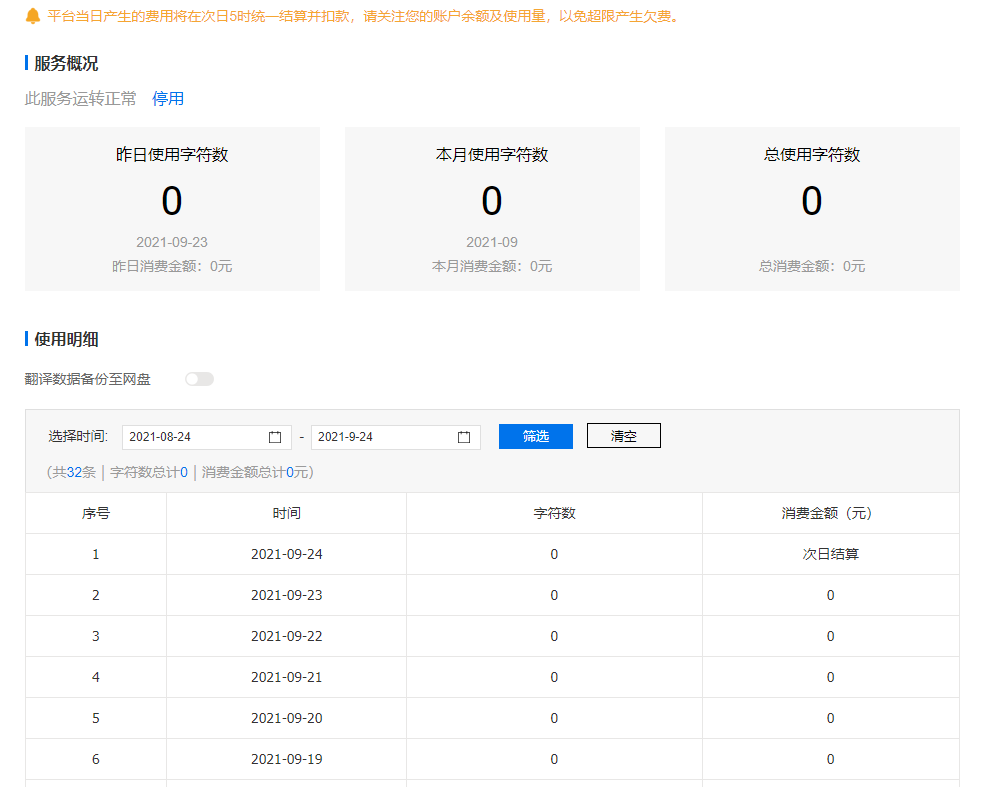 平台当日产生的费用将在次日5时统一结算并扣款，请关注您的账户余额及使用量，以免超限产生欠费。
服务概况
此服务运转正常 停用
昨日使用字符数 本月使用字符数 总使用字符数
0 0 0
2021-09-23 2021-09
昨日消费金额：0元 本月消费金额：0元 总消费金额：0元
使用明细
翻译数据备份至网盘
选择时间: 2021-08-24 - 2021-9-24 筛选 清空
(共32条 | 字符数总计0 | 消费金额总计0元)
序号 时间 字符数 消费金额（元）
1 2021-09-24 0 次日结算
2 2021-09-23 0 0
3 2021-09-22 0 0
4 2021-09-21 0 0
5 2021-09-20 0 0
6 2021-09-19 0 0